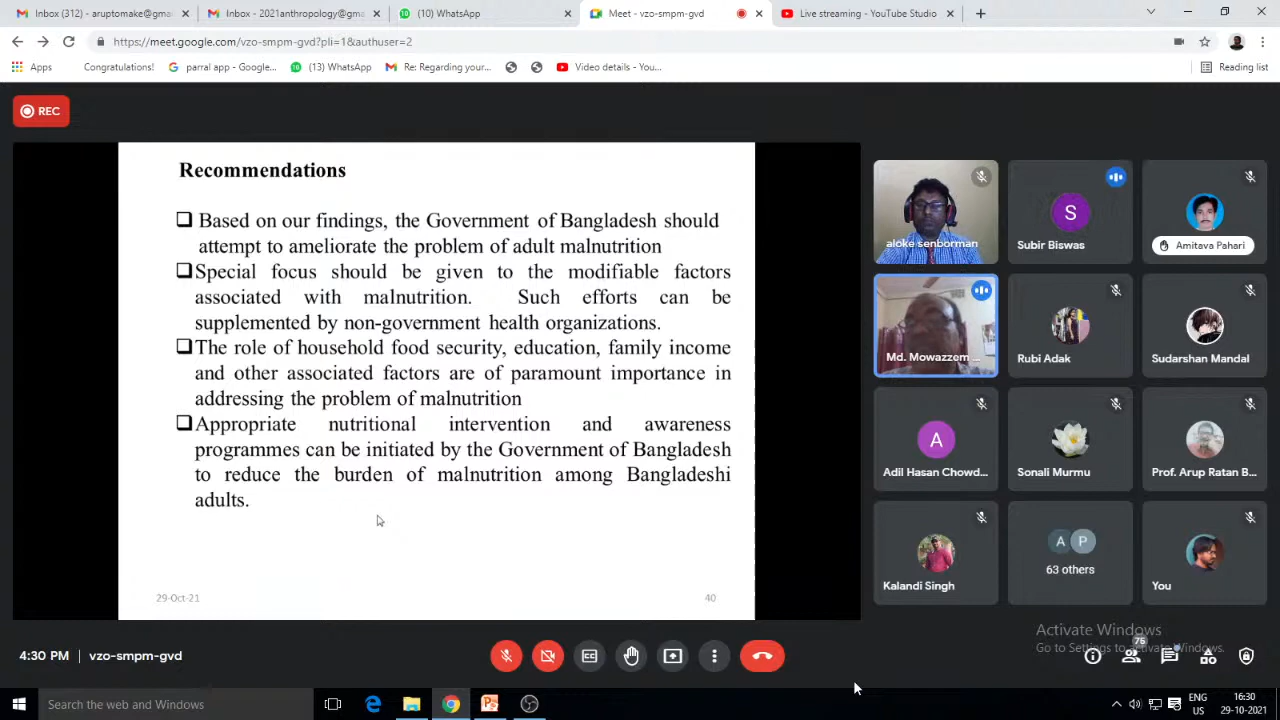 Inbox (312) - aruptomake@gmai
Inbox - 2021anthropology@gma
(10) WhatsApp
Meet - vzo-smpm-gvd
Live streaming - YouTube Studio
https://meet.google.com/vzo-smpm-gvd?pli=1&authuser=2
Apps
Congratulations!
parral app - Google...
(13) WhatsApp
Re: Regarding your...
Video details - You...
Reading list
REC
Recommendations
Based on our findings, the Government of Bangladesh should
attempt to ameliorate the problem of adult malnutrition
Special focus should be given to the modifiable factors
associated with malnutrition. Such efforts can be
supplemented by non-government health organizations.
The role of household food security, education, family income
and other associated factors are of paramount importance in
addressing the problem of malnutrition
Appropriate nutritional intervention and awareness
programmes can be initiated by the Government of Bangladesh
to reduce the burden of malnutrition among Bangladeshi
adults.
29-Oct-21
40
aloke senborman
S
Subir Biswas
Amitava Pahari
Md. Mowazzem ...
Rubi Adak
Sudarshan Mandal
A
Adil Hasan Chowd...
Sonali Murmu
Prof. Arup Ratan B...
Kalandi Singh
A P
63 others
You
Activate Windows
Go to Settings to activate Windows.
75
4:30 PM | vzo-smpm-gvd
Search the web and Windows
ENG
US
16:30
29-10-2021